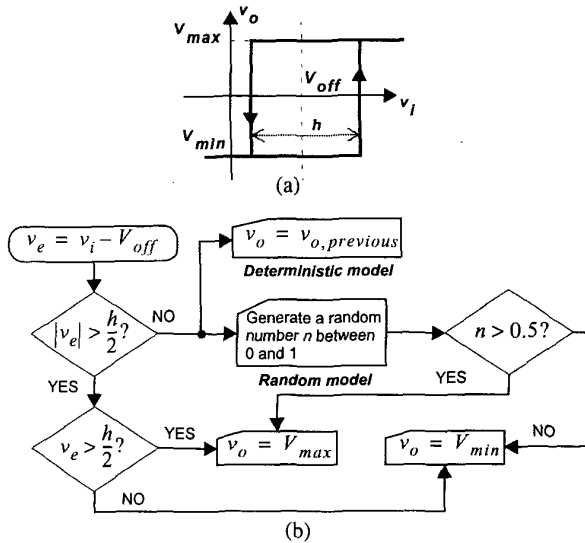 v_o
V_max
V_off
v_i
h
V_min
(a)
v_e = v_i − V_off
v_o = v_o,previous
Deterministic model
|v_e| > h/2?
NO
Generate a random
number n between
0 and 1
n > 0.5?
Random model
YES
YES
v_e > h/2?
YES
v_o = V_max
v_o = V_min
NO
NO
(b)